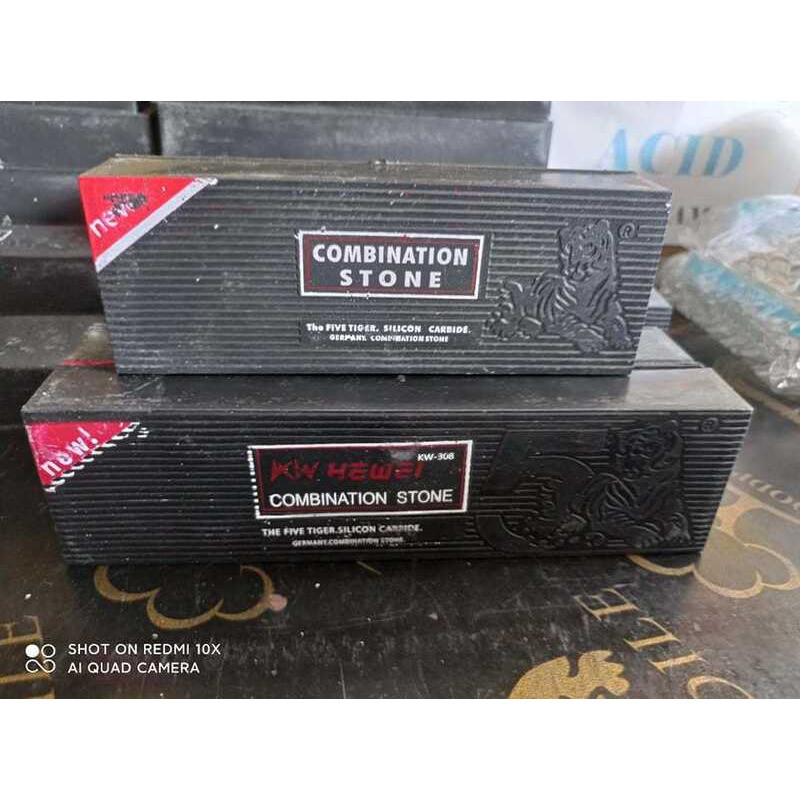 ACID
new
®
COMBINATION
STONE
The FIVE TIGER. SILICON CARBIDE.
GERMANY. COMBINATION STONE
new!
®
KW HEWEI KW-308
COMBINATION STONE
THE FIVE TIGER.SILICON CARBIDE.
GERMANY.COMBINATION STONE
SHOT ON REDMI 10X
AI QUAD CAMERA